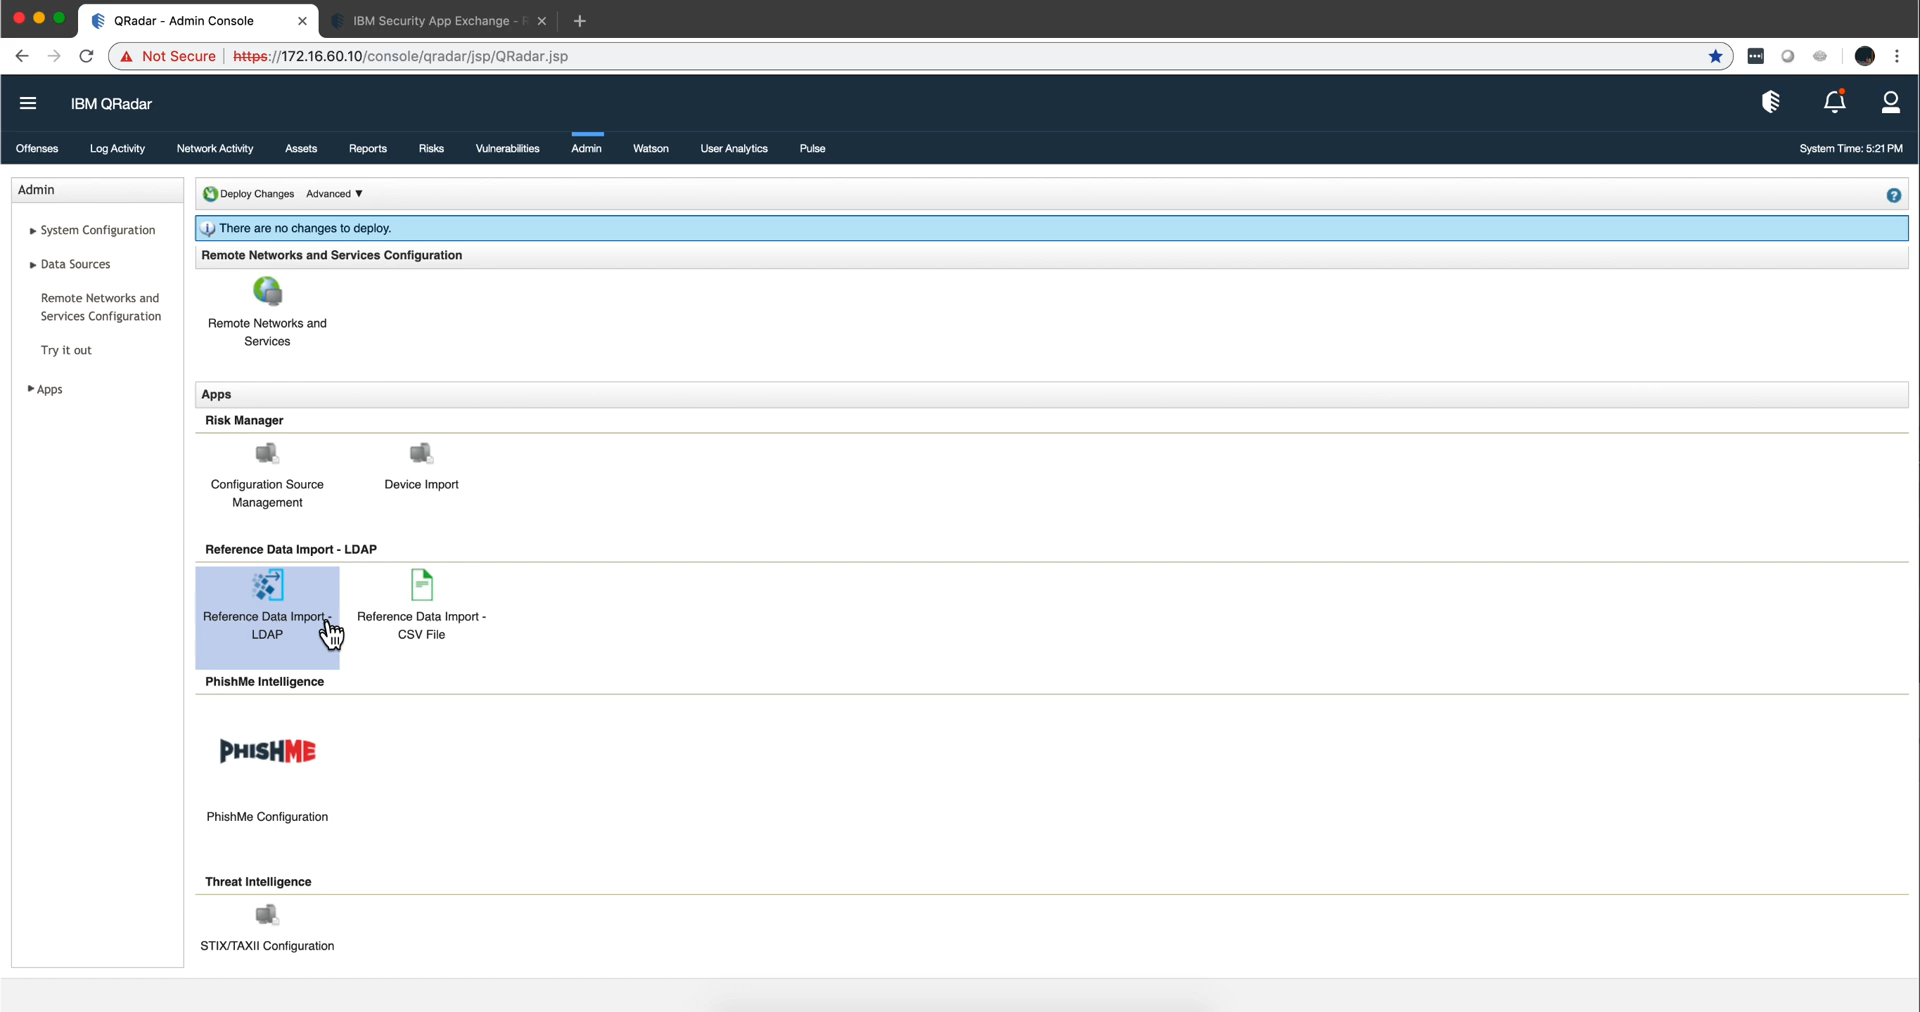 QRadar - Admin Console
IBM Security App Exchange - R
Not Secure
https://172.16.60.10/console/qradar/jsp/QRadar.jsp
IBM QRadar
Offenses Log Activity Network Activity Assets Reports Risks Vulnerabilities Admin Watson User Analytics Pulse System Time: 5:21 PM
Admin
System Configuration
Data Sources
Remote Networks and
Services Configuration
Try it out
Apps
Deploy Changes Advanced ▼
There are no changes to deploy.
Remote Networks and Services Configuration
Remote Networks and
Services
Apps
Risk Manager
Configuration Source
Management
Device Import
Reference Data Import - LDAP
Reference Data Import -
LDAP
Reference Data Import -
CSV File
PhishMe Intelligence
PHISHME
PhishMe Configuration
Threat Intelligence
STIX/TAXII Configuration